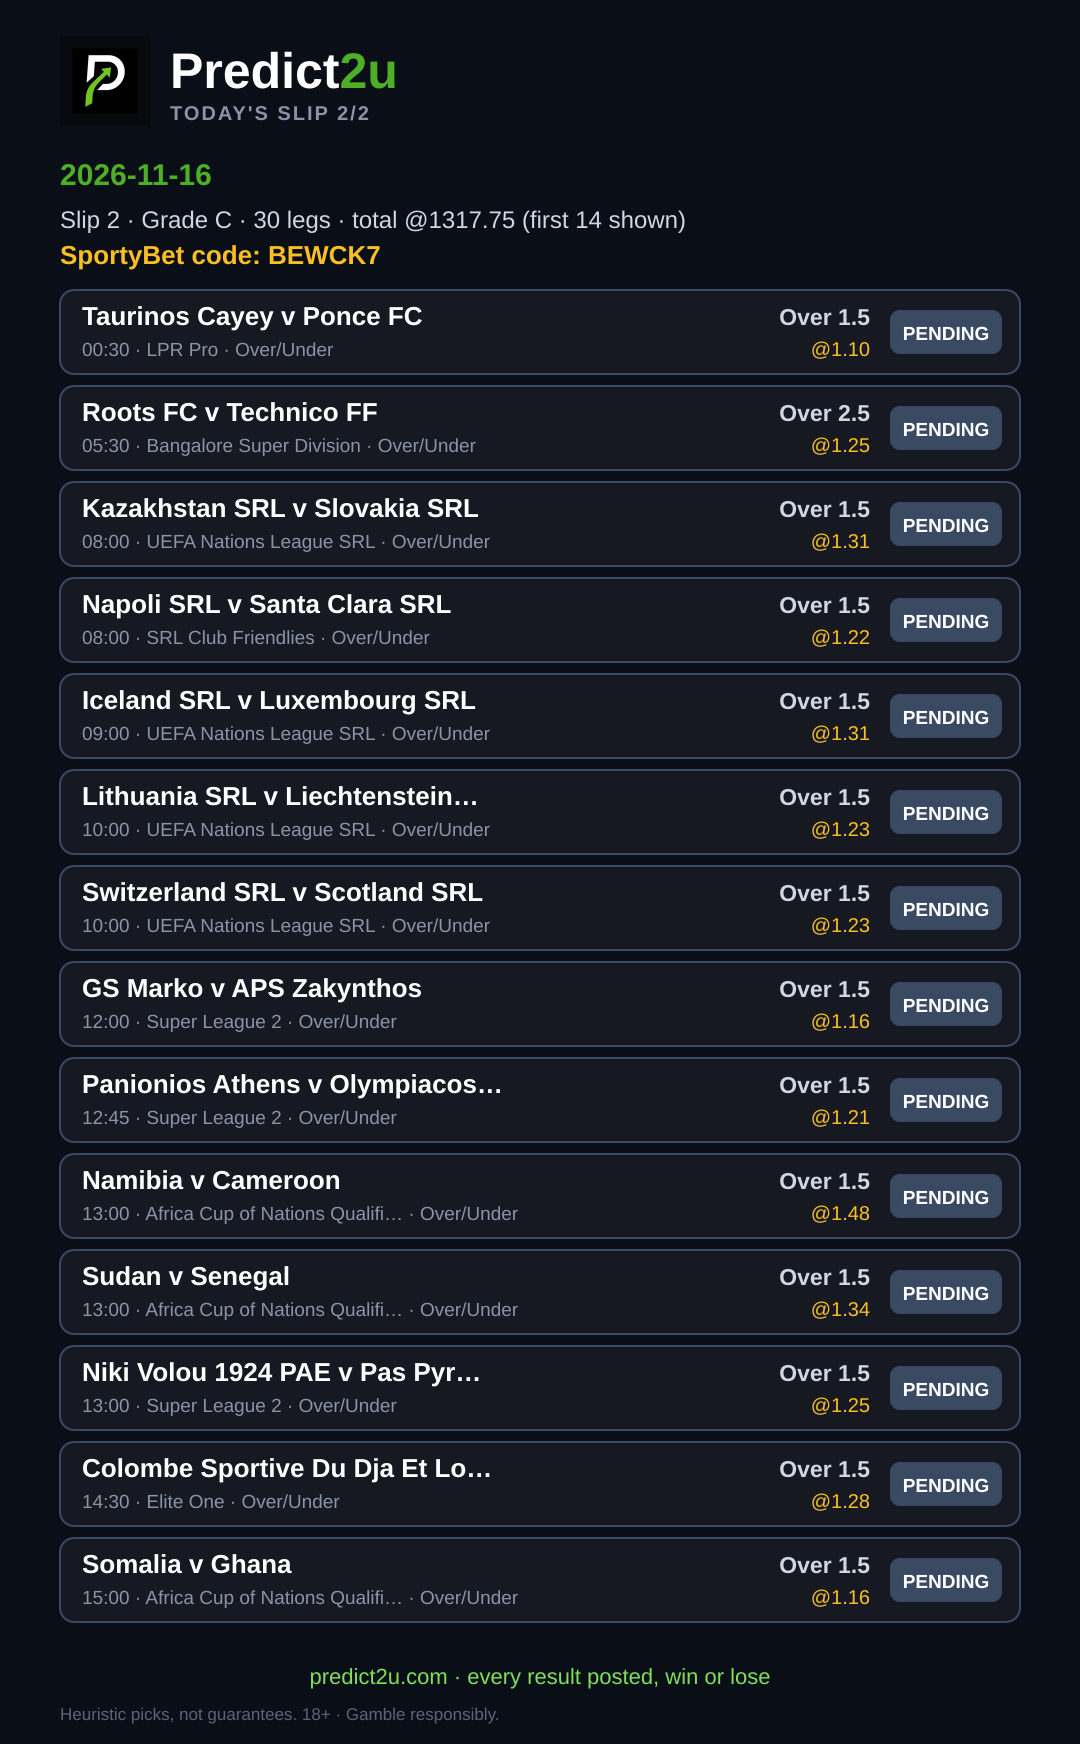 Predict2u
TODAY'S SLIP 2/2
2026-11-16
Slip 2 · Grade C · 30 legs · total @1317.75 (first 14 shown)
SportyBet code: BEWCK7
Taurinos Cayey v Ponce FC
Over 1.5
00:30 · LPR Pro · Over/Under
@1.10
PENDING
Roots FC v Technico FF
Over 2.5
05:30 · Bangalore Super Division · Over/Under
@1.25
PENDING
Kazakhstan SRL v Slovakia SRL
Over 1.5
08:00 · UEFA Nations League SRL · Over/Under
@1.31
PENDING
Napoli SRL v Santa Clara SRL
Over 1.5
08:00 · SRL Club Friendlies · Over/Under
@1.22
PENDING
Iceland SRL v Luxembourg SRL
Over 1.5
09:00 · UEFA Nations League SRL · Over/Under
@1.31
PENDING
Lithuania SRL v Liechtenstein…
Over 1.5
10:00 · UEFA Nations League SRL · Over/Under
@1.23
PENDING
Switzerland SRL v Scotland SRL
Over 1.5
10:00 · UEFA Nations League SRL · Over/Under
@1.23
PENDING
GS Marko v APS Zakynthos
Over 1.5
12:00 · Super League 2 · Over/Under
@1.16
PENDING
Panionios Athens v Olympiacos…
Over 1.5
12:45 · Super League 2 · Over/Under
@1.21
PENDING
Namibia v Cameroon
Over 1.5
13:00 · Africa Cup of Nations Qualifi… · Over/Under
@1.48
PENDING
Sudan v Senegal
Over 1.5
13:00 · Africa Cup of Nations Qualifi… · Over/Under
@1.34
PENDING
Niki Volou 1924 PAE v Pas Pyr…
Over 1.5
13:00 · Super League 2 · Over/Under
@1.25
PENDING
Colombe Sportive Du Dja Et Lo…
Over 1.5
14:30 · Elite One · Over/Under
@1.28
PENDING
Somalia v Ghana
Over 1.5
15:00 · Africa Cup of Nations Qualifi… · Over/Under
@1.16
PENDING
predict2u.com · every result posted, win or lose
Heuristic picks, not guarantees. 18+ · Gamble responsibly.